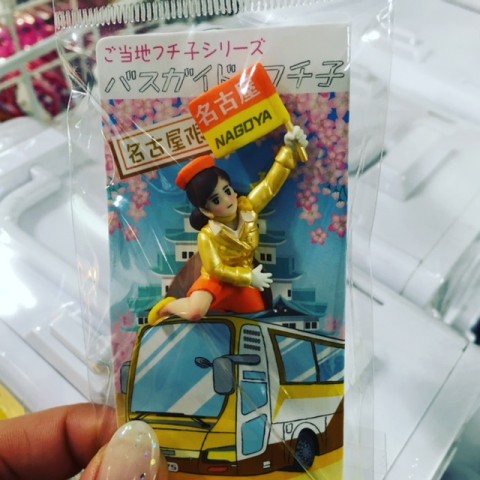 ご当地フチ子シリーズ
バスガイド フチ子
名古屋
NAGOYA
名古屋限